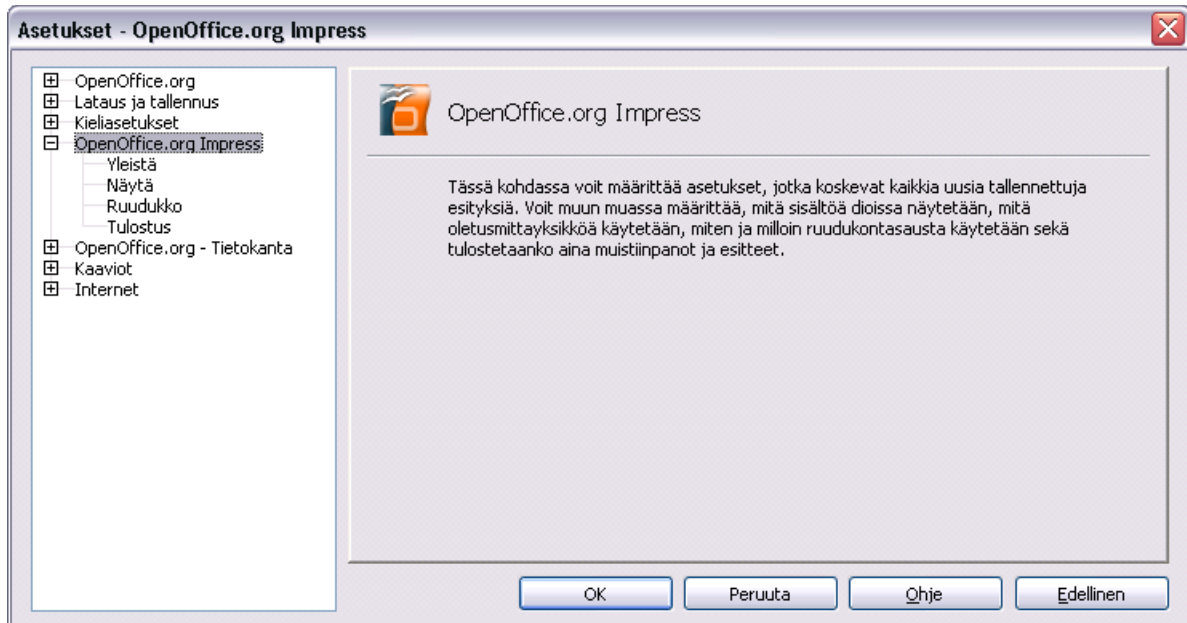 Asetukset - OpenOffice.org Impress
OpenOffice.org
Lataus ja tallennus
Kieliasetukset
OpenOffice.org Impress
Yleistä
Näytä
Ruudukko
Tulostus
OpenOffice.org - Tietokanta
Kaaviot
Internet
OpenOffice.org Impress
Tässä kohdassa voit määrittää asetukset, jotka koskevat kaikkia uusia tallennettuja
esityksiä. Voit muun muassa määrittää, mitä sisältöä dioissa näytetään, mitä
oletusmittayksikköä käytetään, miten ja milloin ruudukontasausta käytetään sekä
tulostetaanko aina muistiinpanot ja esitteet.
OK
Peruuta
Ohje
Edellinen